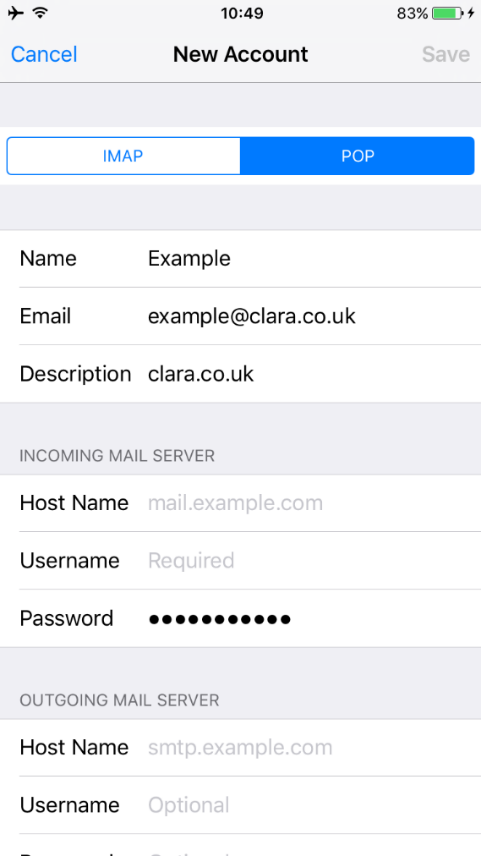 10:49 83%
Cancel New Account Save
IMAP POP
Name Example
Email example@clara.co.uk
Description clara.co.uk
INCOMING MAIL SERVER
Host Name mail.example.com
Username Required
Password ●●●●●●●●●●●
OUTGOING MAIL SERVER
Host Name smtp.example.com
Username Optional